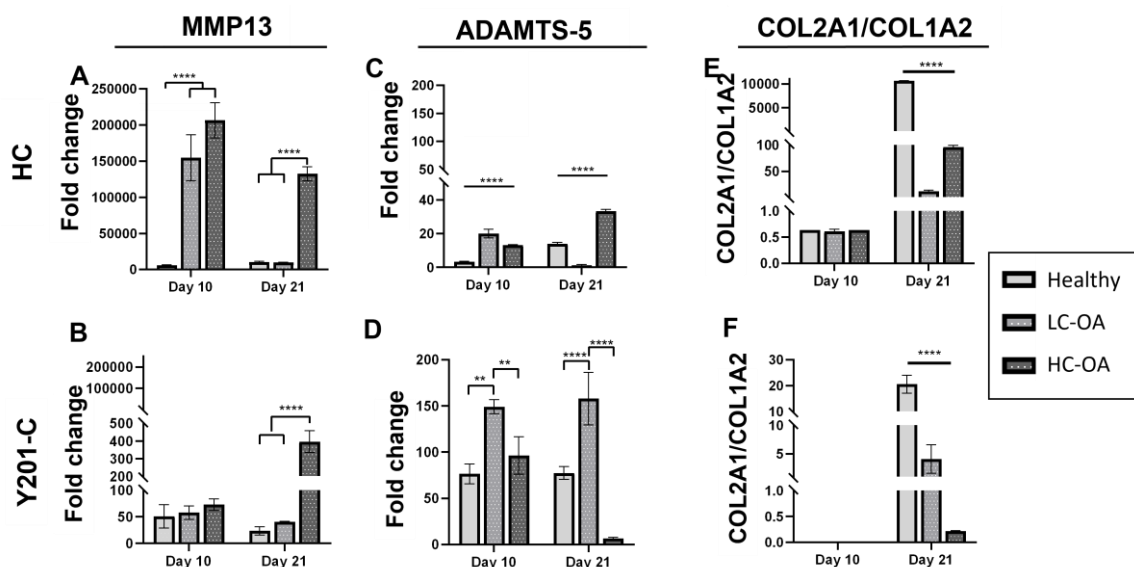 MMP13
ADAMTS-5
COL2A1/COL1A2
HC
A
****
****
Fold change
250000
200000
150000
100000
50000
0
Day 10
Day 21
C
****
****
Fold change
200
150
100
50
40
20
0
Day 10
Day 21
E
****
COL2A1/COL1A2
10000
5000
100
50
1.0
0.5
0.0
Day 10
Day 21
Healthy
LC-OA
HC-OA
Y201-C
B
****
Fold change
200000
100000
500
400
300
200
100
50
0
Day 10
Day 21
D
**
**
****
****
Fold change
200
150
100
50
0
Day 10
Day 21
F
****
COL2A1/COL1A2
30
20
10
5
1.0
0.5
0.0
Day 10
Day 21